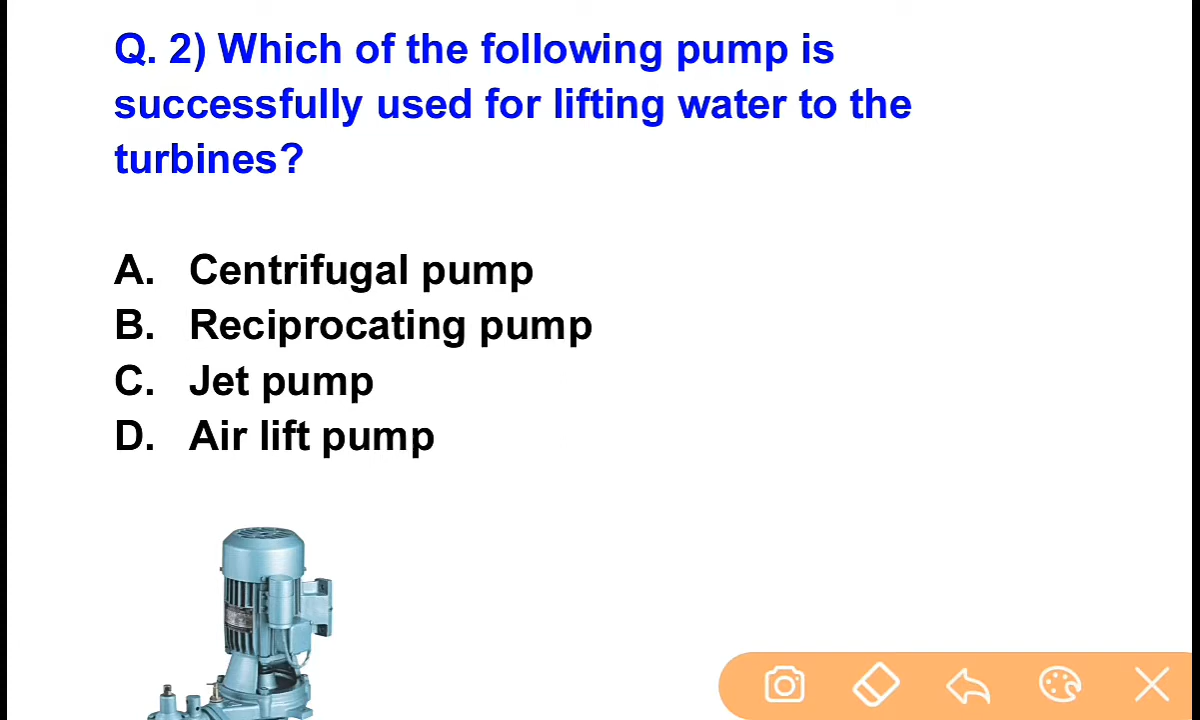 Q. 2) Which of the following pump is
successfully used for lifting water to the
turbines?
A. Centrifugal pump
B. Reciprocating pump
C. Jet pump
D. Air lift pump